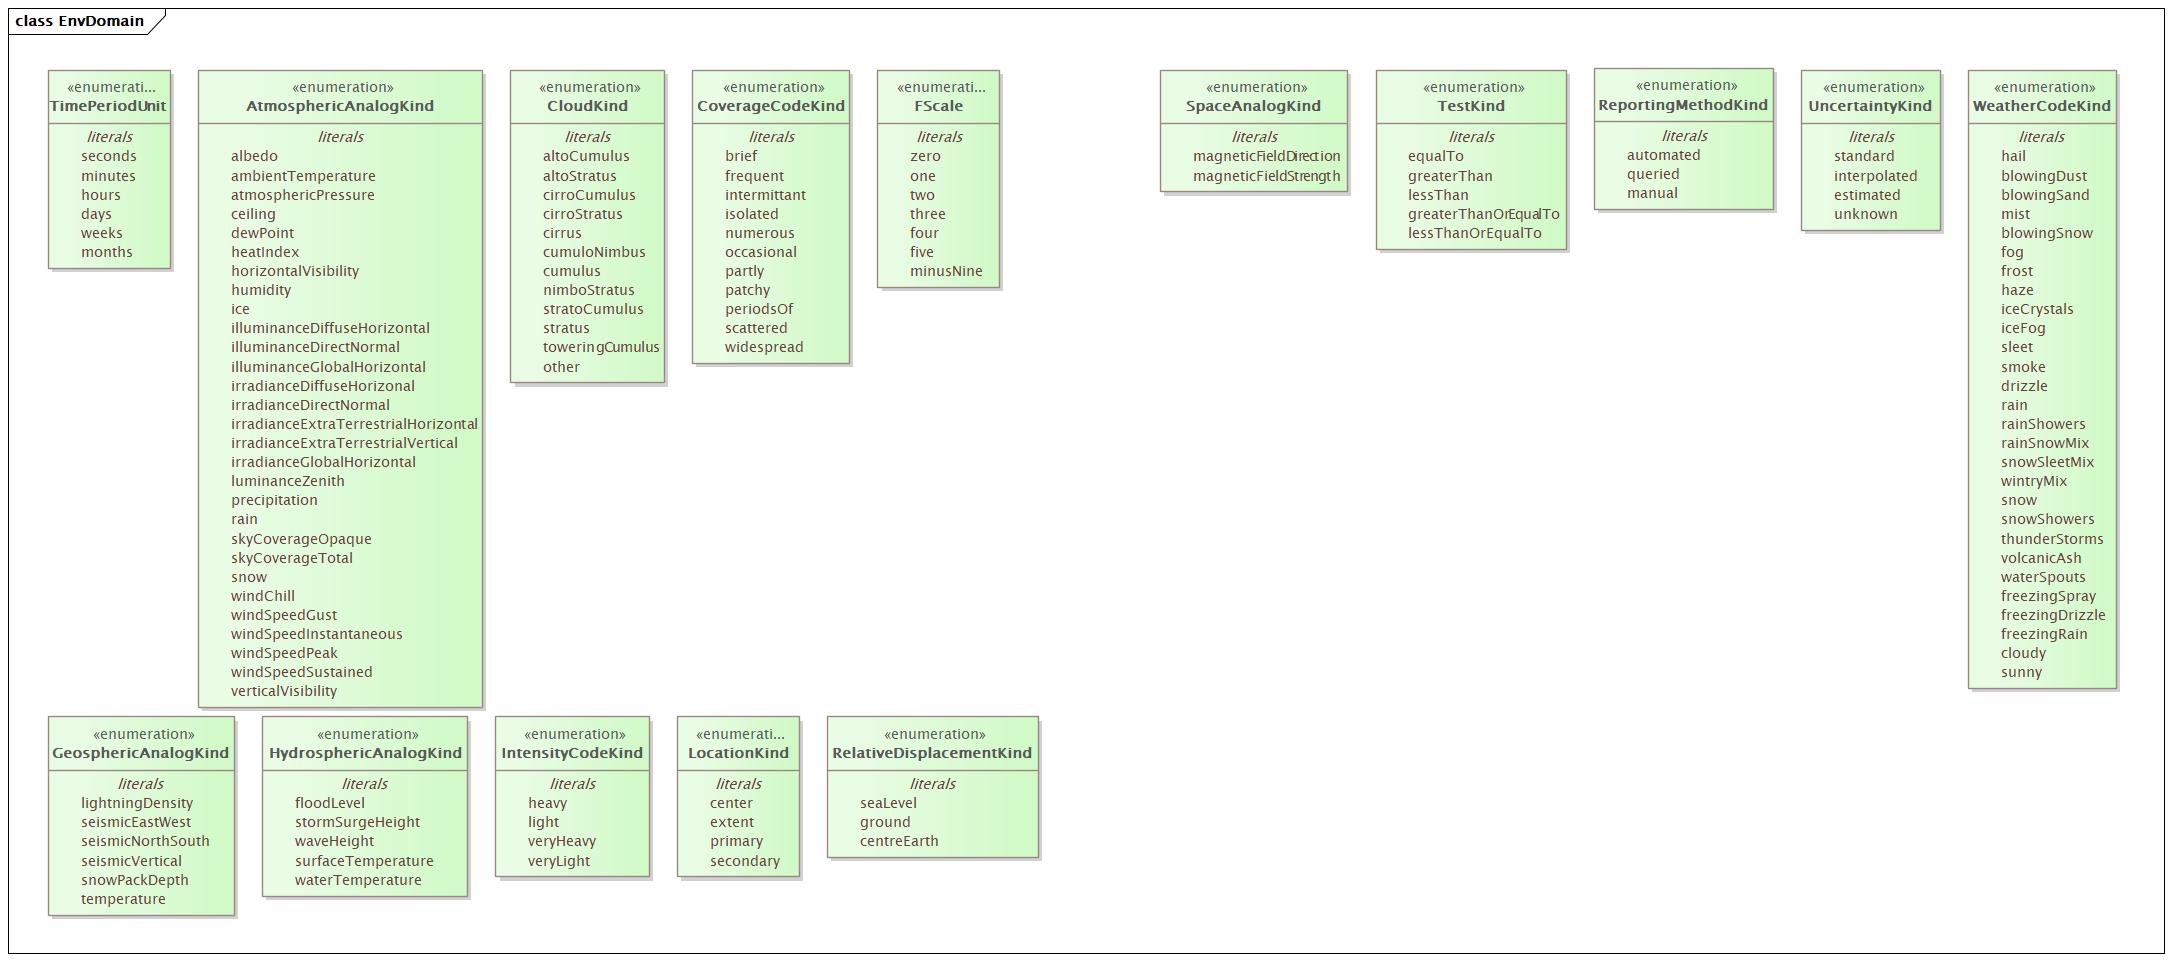 class EnvDomain
«enumerati...
TimePeriodUnit
literals
seconds
minutes
hours
days
weeks
months
«enumeration»
AtmosphericAnalogKind
literals
albedo
ambientTemperature
atmosphericPressure
ceiling
dewPoint
heatIndex
horizontalVisibility
humidity
ice
illuminanceDiffuseHorizontal
illuminanceDirectNormal
illuminanceGlobalHorizontal
irradianceDiffuseHorizonal
irradianceDirectNormal
irradianceExtraTerrestrialHorizontal
irradianceExtraTerrestrialVertical
irradianceGlobalHorizontal
luminanceZenith
precipitation
rain
skyCoverageOpaque
skyCoverageTotal
snow
windChill
windSpeedGust
windSpeedInstantaneous
windSpeedPeak
windSpeedSustained
verticalVisibility
«enumeration»
CloudKind
literals
altoCumulus
altoStratus
cirroCumulus
cirroStratus
cirrus
cumuloNimbus
cumulus
nimboStratus
stratoCumulus
stratus
toweringCumulus
other
«enumeration»
CoverageCodeKind
literals
brief
frequent
intermittant
isolated
numerous
occasional
partly
patchy
periodsOf
scattered
widespread
«enumerati...
FScale
literals
zero
one
two
three
four
five
minusNine
«enumeration»
SpaceAnalogKind
literals
magneticFieldDirection
magneticFieldStrength
«enumeration»
TestKind
literals
equalTo
greaterThan
lessThan
greaterThanOrEqualTo
lessThanOrEqualTo
«enumeration»
ReportingMethodKind
literals
automated
queried
manual
«enumeration»
UncertaintyKind
literals
standard
interpolated
estimated
unknown
«enumeration»
WeatherCodeKind
literals
hail
blowingDust
blowingSand
mist
blowingSnow
fog
frost
haze
iceCrystals
iceFog
sleet
smoke
drizzle
rain
rainShowers
rainSnowMix
snowSleetMix
wintryMix
snow
snowShowers
thunderStorms
volcanicAsh
waterSpouts
freezingSpray
freezingDrizzle
freezingRain
cloudy
sunny
«enumeration»
GeosphericAnalogKind
literals
lightningDensity
seismicEastWest
seismicNorthSouth
seismicVertical
snowPackDepth
temperature
«enumeration»
HydrosphericAnalogKind
literals
floodLevel
stormSurgeHeight
waveHeight
surfaceTemperature
waterTemperature
«enumeration»
IntensityCodeKind
literals
heavy
light
veryHeavy
veryLight
«enumerati...
LocationKind
literals
center
extent
primary
secondary
«enumeration»
RelativeDisplacementKind
literals
seaLevel
ground
centreEarth